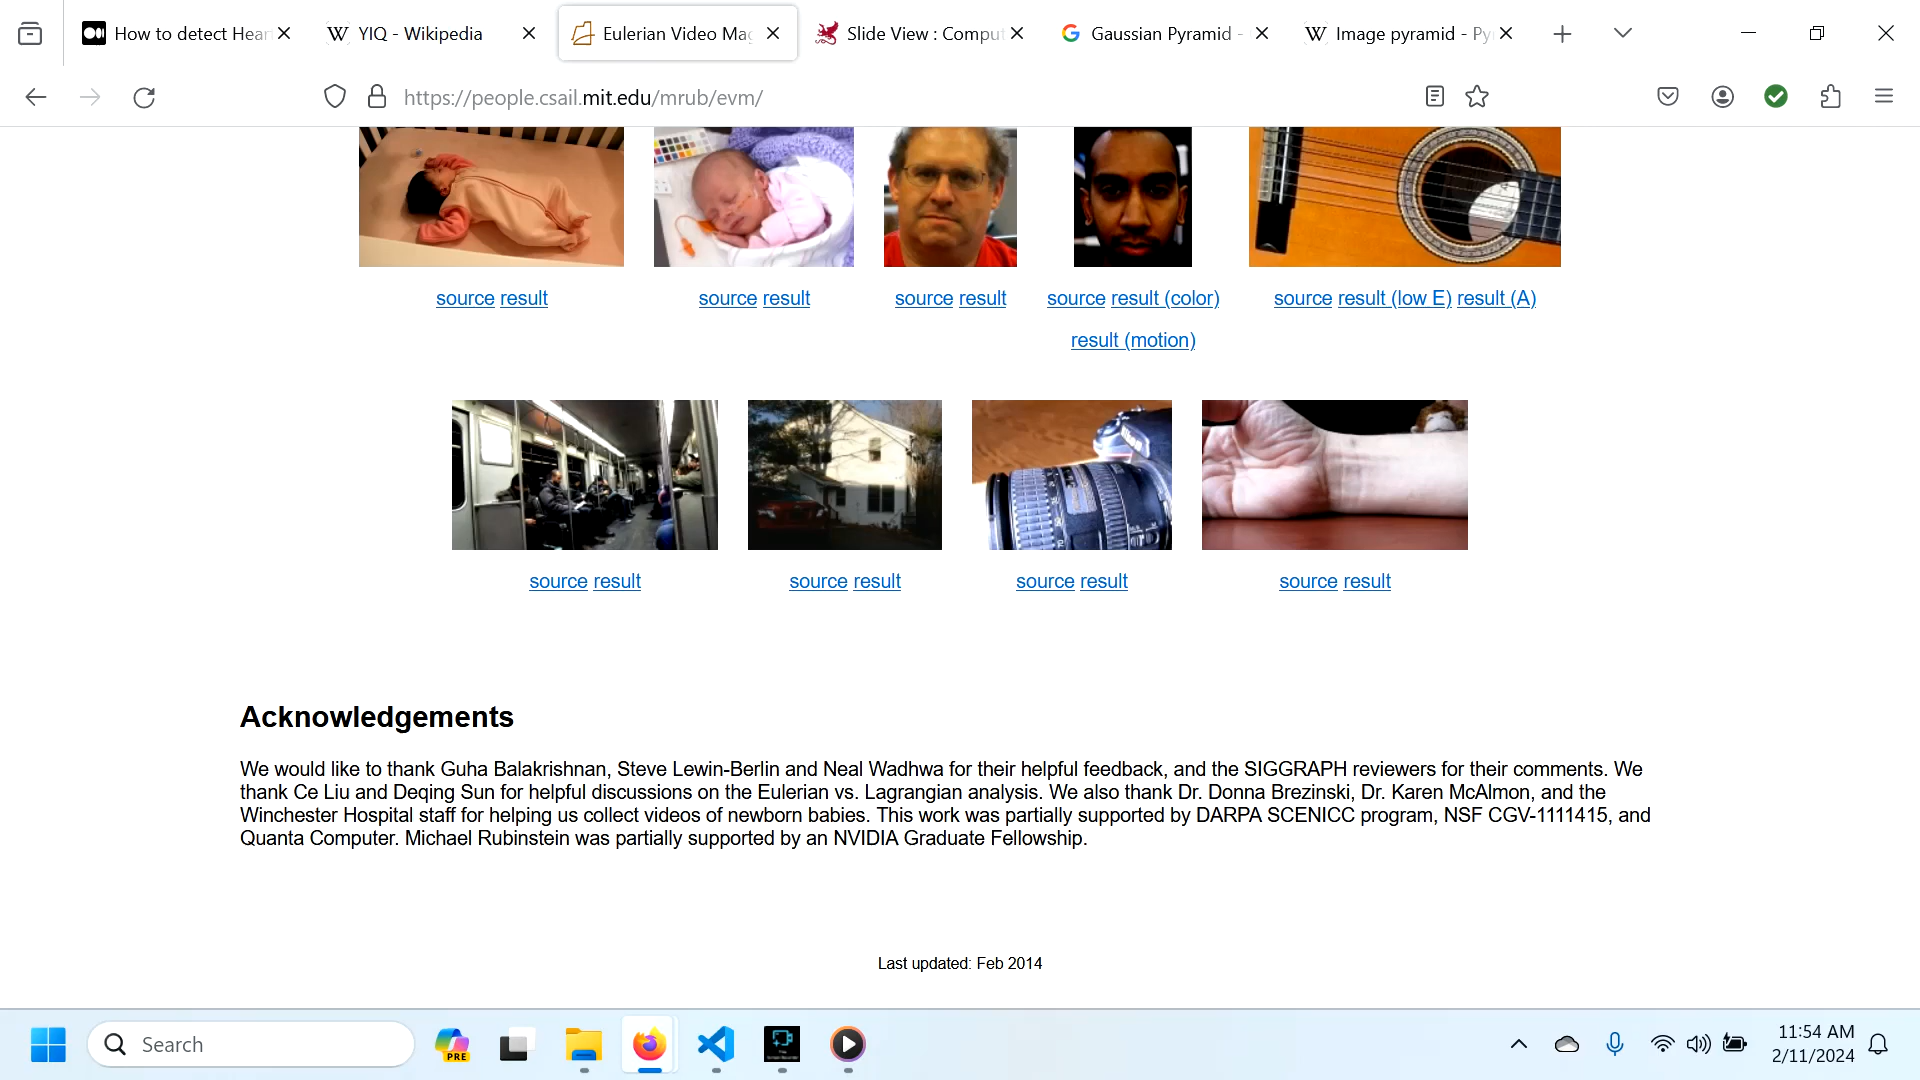 How to detect Hear
YIQ - Wikipedia
Eulerian Video Mag
Slide View : Comput
Gaussian Pyramid -
Image pyramid - Py
https://people.csail.mit.edu/mrub/evm/
source result
source result
source result
source result (color)
result (motion)
source result (low E) result (A)
source result
source result
source result
source result
Acknowledgements
We would like to thank Guha Balakrishnan, Steve Lewin-Berlin and Neal Wadhwa for their helpful feedback, and the SIGGRAPH reviewers for their comments. We
thank Ce Liu and Deqing Sun for helpful discussions on the Eulerian vs. Lagrangian analysis. We also thank Dr. Donna Brezinski, Dr. Karen McAlmon, and the
Winchester Hospital staff for helping us collect videos of newborn babies. This work was partially supported by DARPA SCENICC program, NSF CGV-1111415, and
Quanta Computer. Michael Rubinstein was partially supported by an NVIDIA Graduate Fellowship.
Last updated: Feb 2014
Search
PRE
11:54 AM
2/11/2024